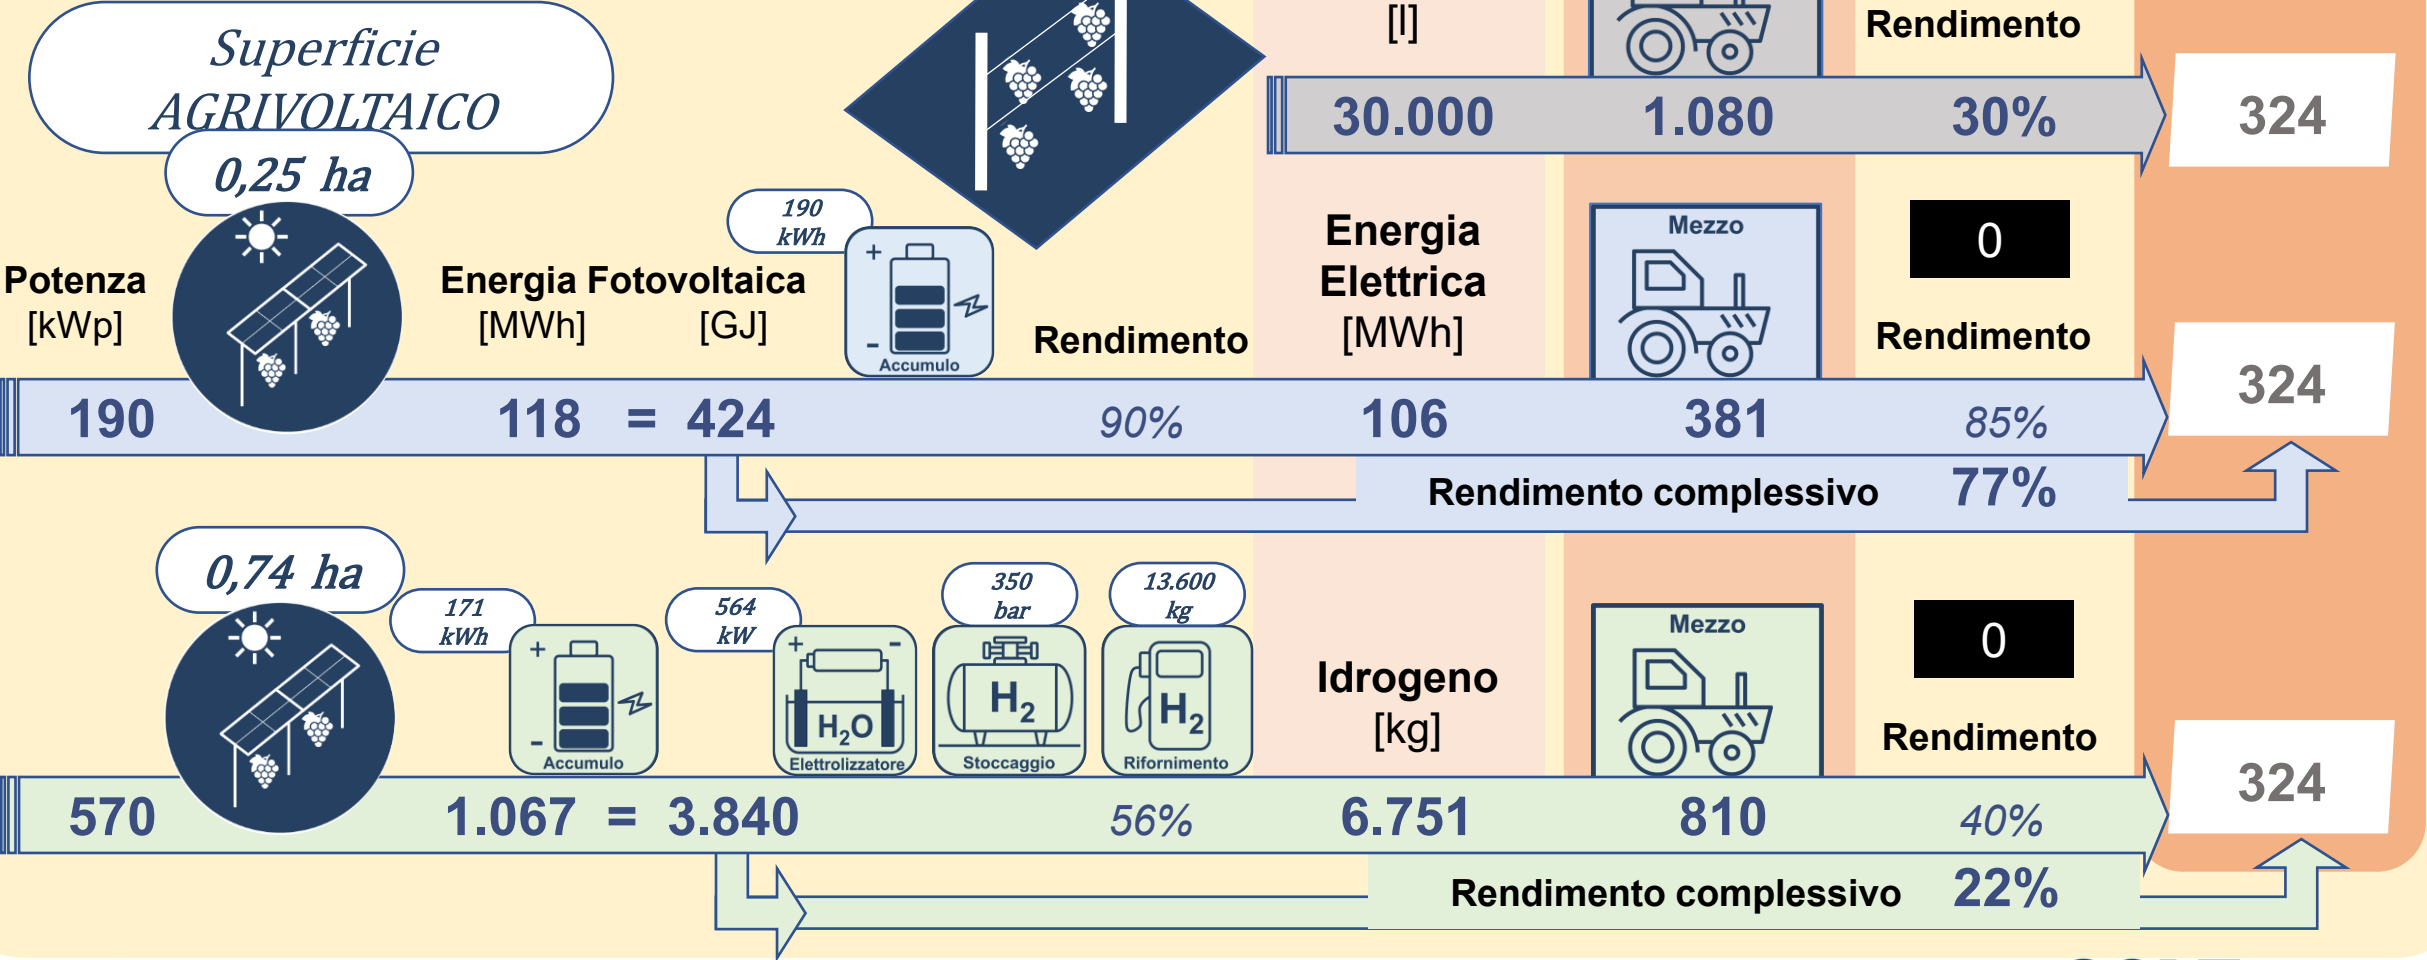 Superficie
AGRIVOLTAICO
[l]
Rendimento
30.000 1.080 30% 324
0,25 ha
190
kWh
Potenza
[kWp]
Energia Fotovoltaica
[MWh] [GJ]
+
-
Accumulo
Rendimento
Energia
Elettrica
[MWh]
Mezzo
0
Rendimento
190 118 = 424 90% 106 381 85% 324
Rendimento complessivo 77%
0,74 ha
171
kWh
+
-
Accumulo
564
kW
+ -
H2O
Elettrolizzatore
350
bar
H2
Stoccaggio
13.600
kg
H2
Rifornimento
Idrogeno
[kg]
Mezzo
0
Rendimento
570 1.067 = 3.840 56% 6.751 810 40% 324
Rendimento complessivo 22%